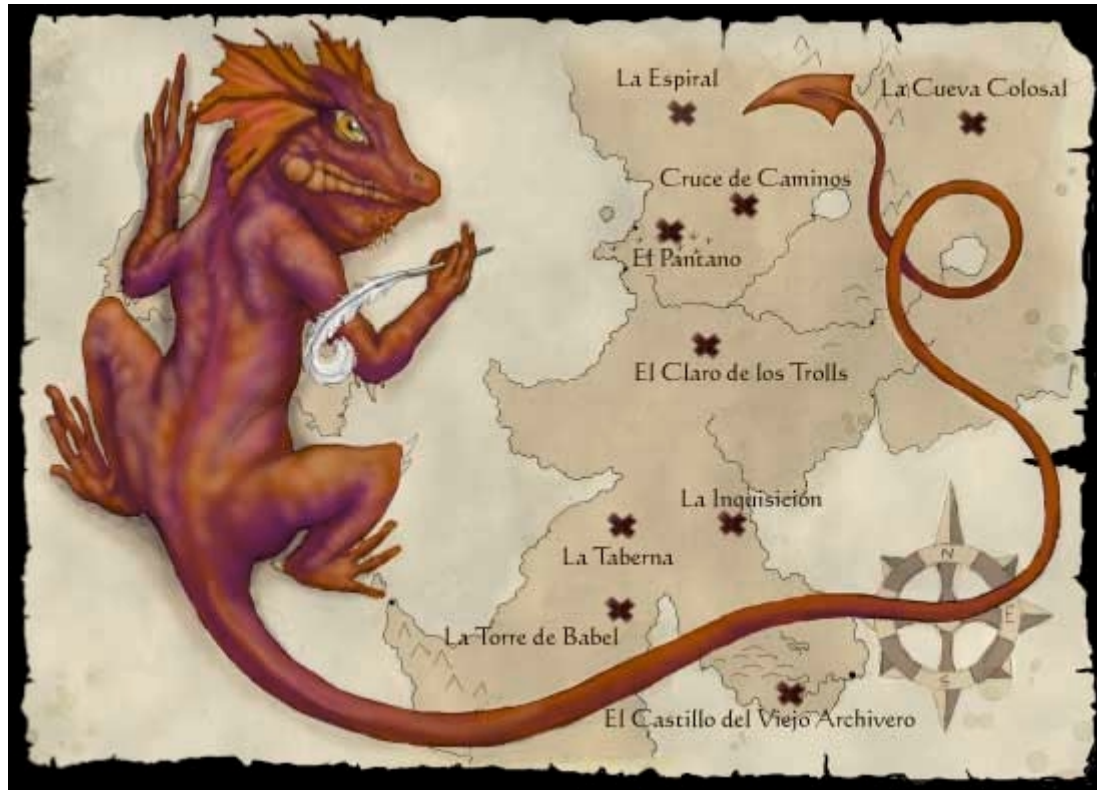 La Espiral
La Cueva Colosal
Cruce de Caminos
El Pantano
El Claro de los Trolls
La Inquisición
La Taberna
La Torre de Babel
El Castillo del Viejo Archivero
N
E
S